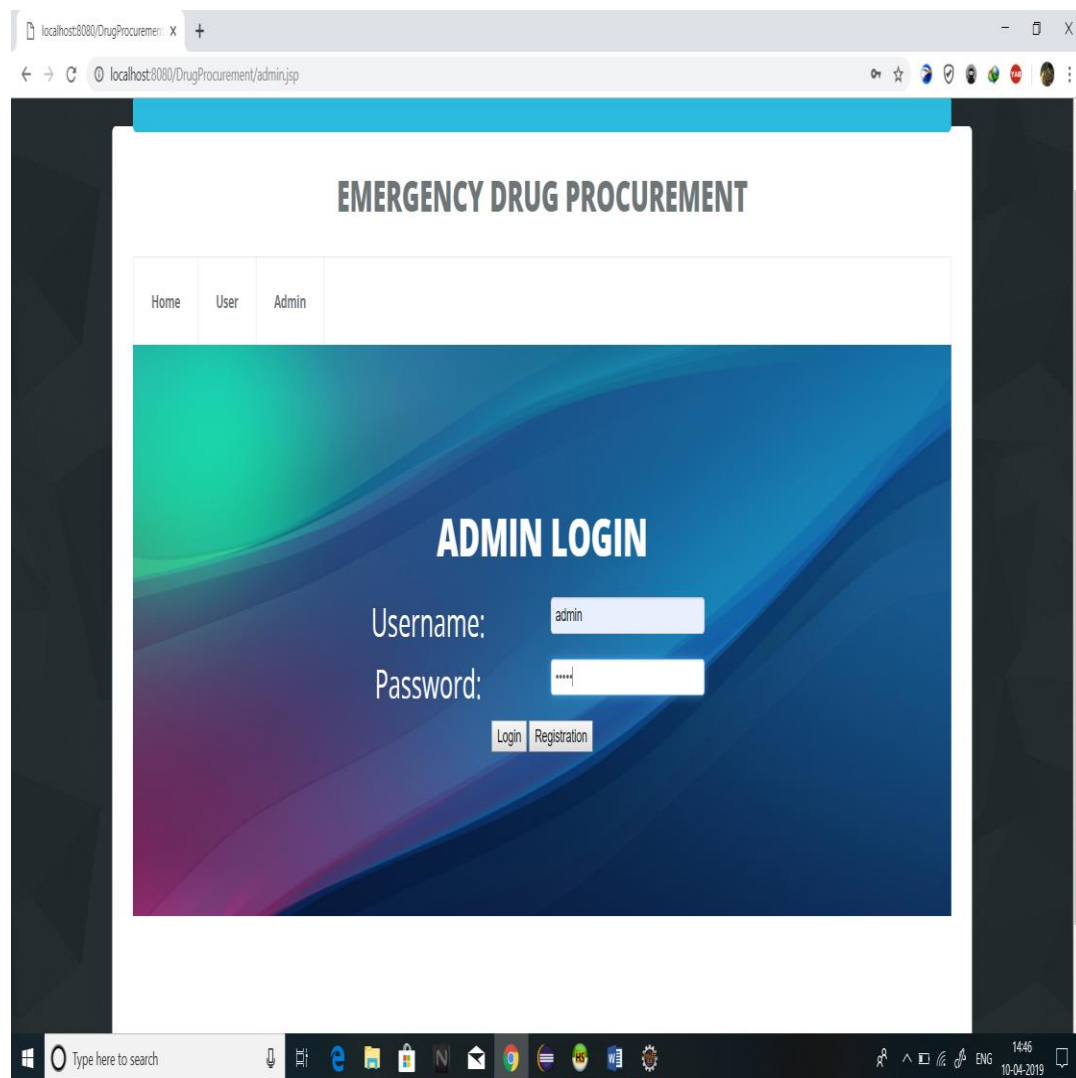 localhost:8080/DrugProcuremen
localhost:8080/DrugProcurement/admin.jsp
EMERGENCY DRUG PROCUREMENT
Home User Admin
ADMIN LOGIN
Username: admin
Password: •••••
Login Registration
Type here to search
ENG
14:46
10-04-2019